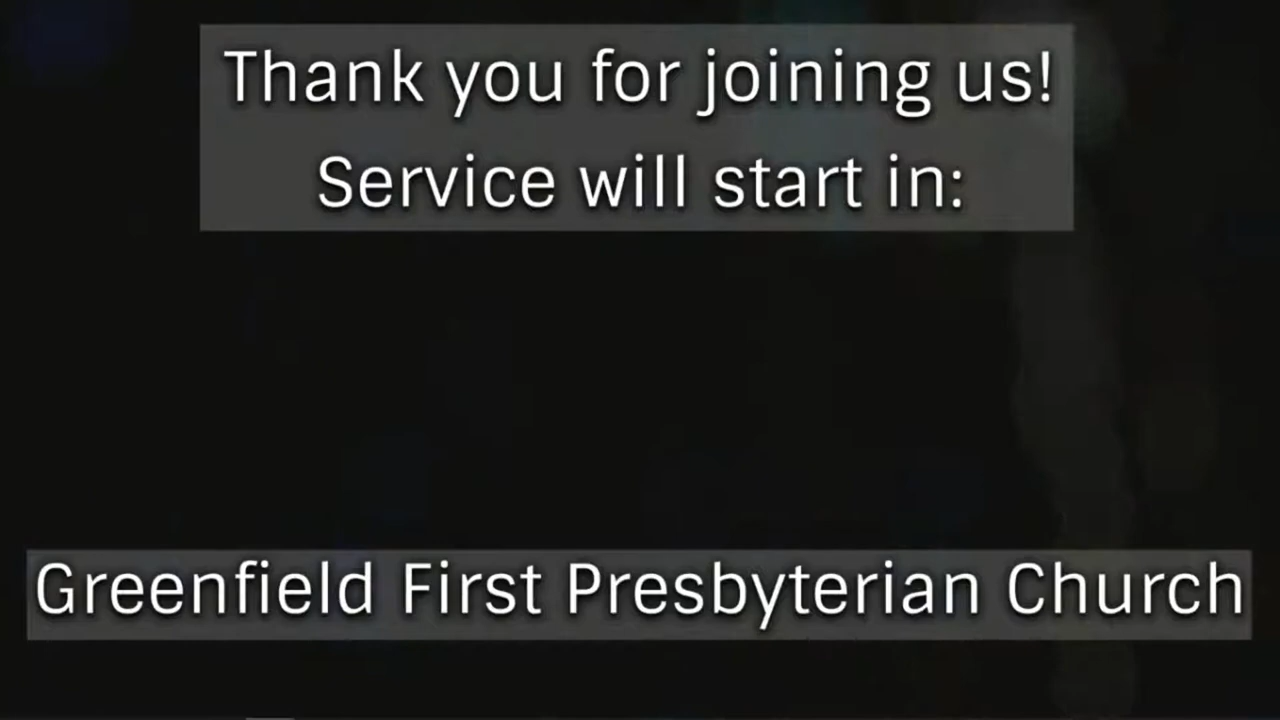 Thank you for joining us!
Service will start in:
Greenfield First Presbyterian Church